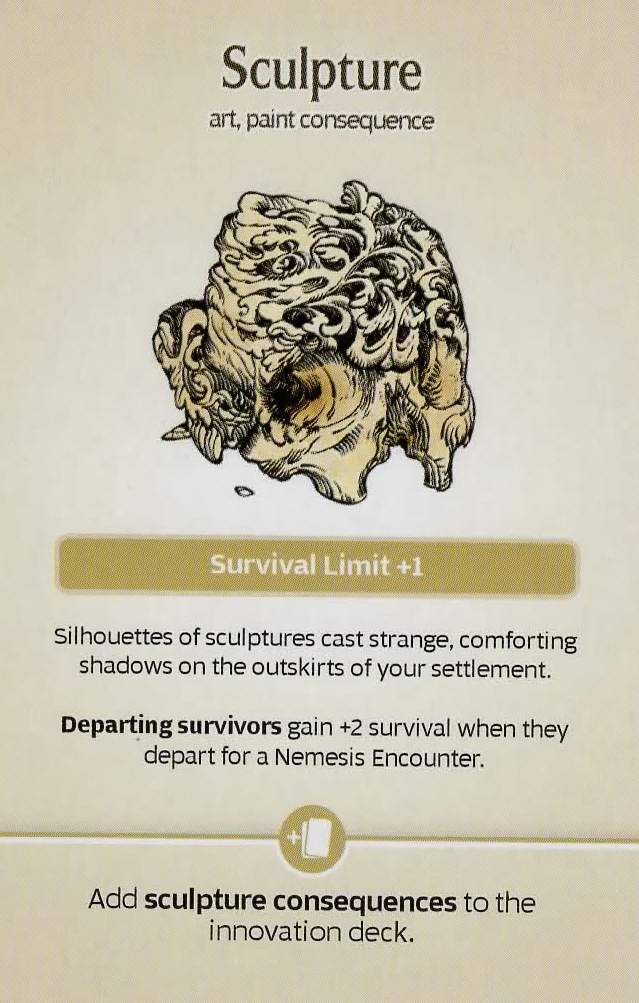 Sculpture
art, paint consequence
Survival Limit +1
Silhouettes of sculptures cast strange, comforting
shadows on the outskirts of your settlement.
Departing survivors gain +2 survival when they
depart for a Nemesis Encounter.
+
Add sculpture consequences to the
innovation deck.